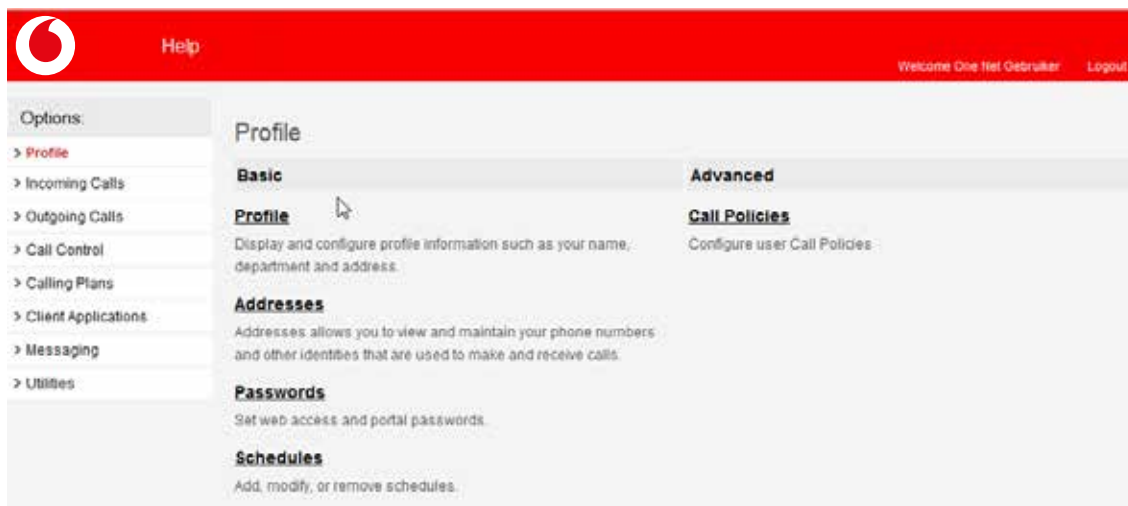 Help
Welcome One Net Gebruiker Logout
Options:
> Profile
> Incoming Calls
> Outgoing Calls
> Call Control
> Calling Plans
> Client Applications
> Messaging
> Utilities
Profile
Basic
Profile
Display and configure profile information such as your name,
department and address.
Addresses
Addresses allows you to view and maintain your phone numbers
and other identities that are used to make and receive calls.
Passwords
Set web access and portal passwords.
Schedules
Add, modify, or remove schedules.
Advanced
Call Policies
Configure user Call Policies